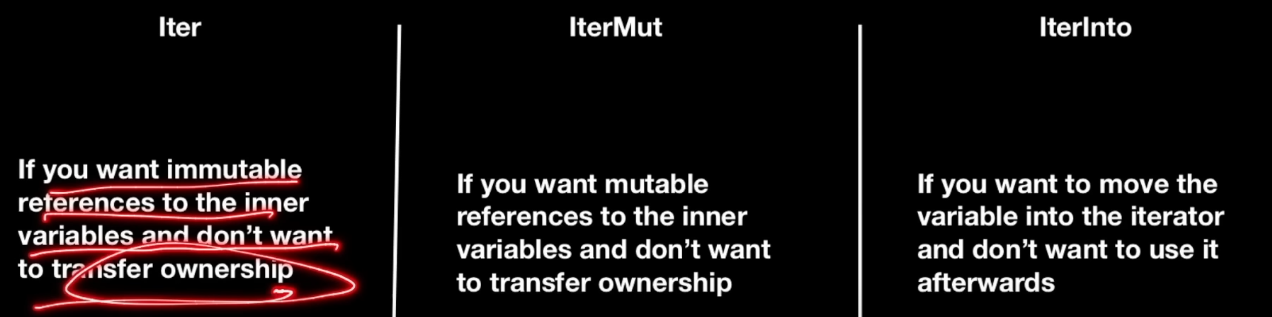 Iter
If you want immutable
references to the inner
variables and don’t want
to transfer ownership
IterMut
If you want mutable
references to the inner
variables and don’t want
to transfer ownership
IterInto
If you want to move the
variable into the iterator
and don’t want to use it
afterwards